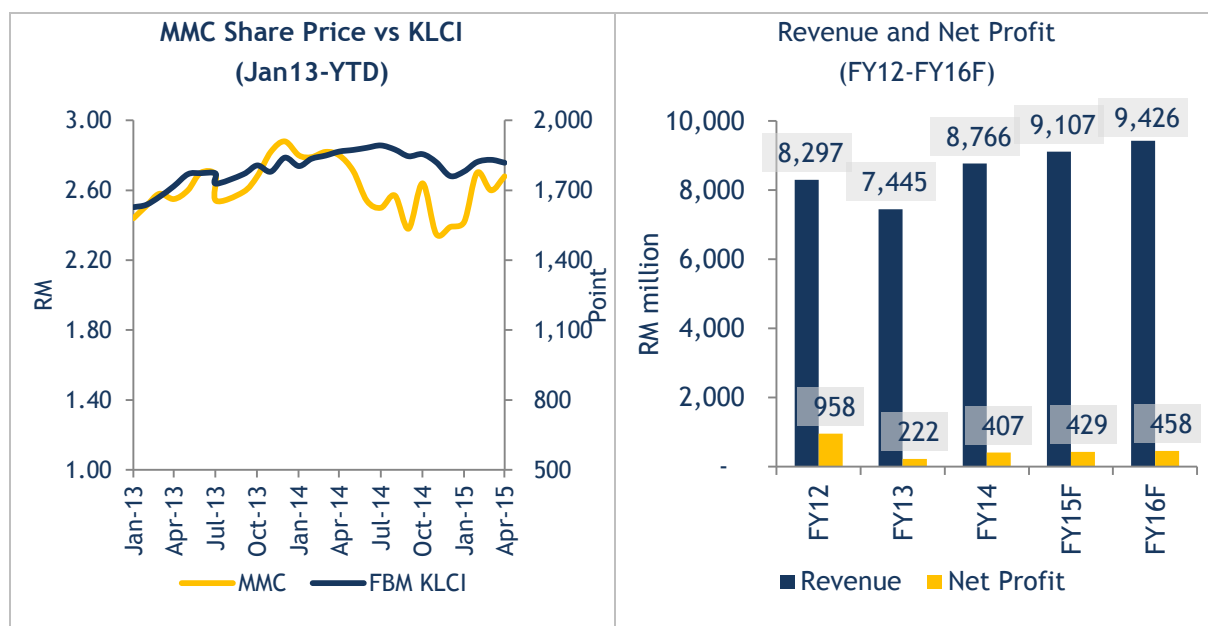 MMC Share Price vs KLCI
(Jan13-YTD)
3.00
2.60
2.20
1.80
1.40
1.00
RM
2,000
1,700
1,400
1,100
800
500
Point
Jan-13
Apr-13
Jul-13
Oct-13
Jan-14
Apr-14
Jul-14
Oct-14
Jan-15
Apr-15
MMC
FBM KLCI
Revenue and Net Profit
(FY12-FY16F)
10,000
8,000
6,000
4,000
2,000
-
RM million
8,297
7,445
8,766
9,107
9,426
958
222
407
429
458
FY12
FY13
FY14
FY15F
FY16F
Revenue
Net Profit